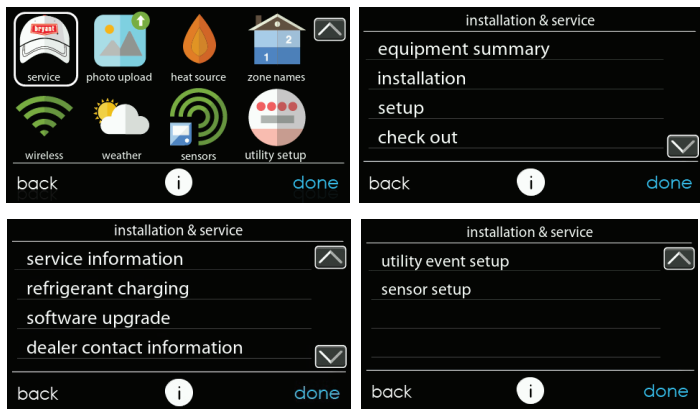 bryant
service photo upload heat source zone names
2
1
wireless weather sensors utility setup
back i done
installation & service
equipment summary
installation
setup
check out
back i done
installation & service
service information
refrigerant charging
software upgrade
dealer contact information
back i done
installation & service
utility event setup
sensor setup
back i done